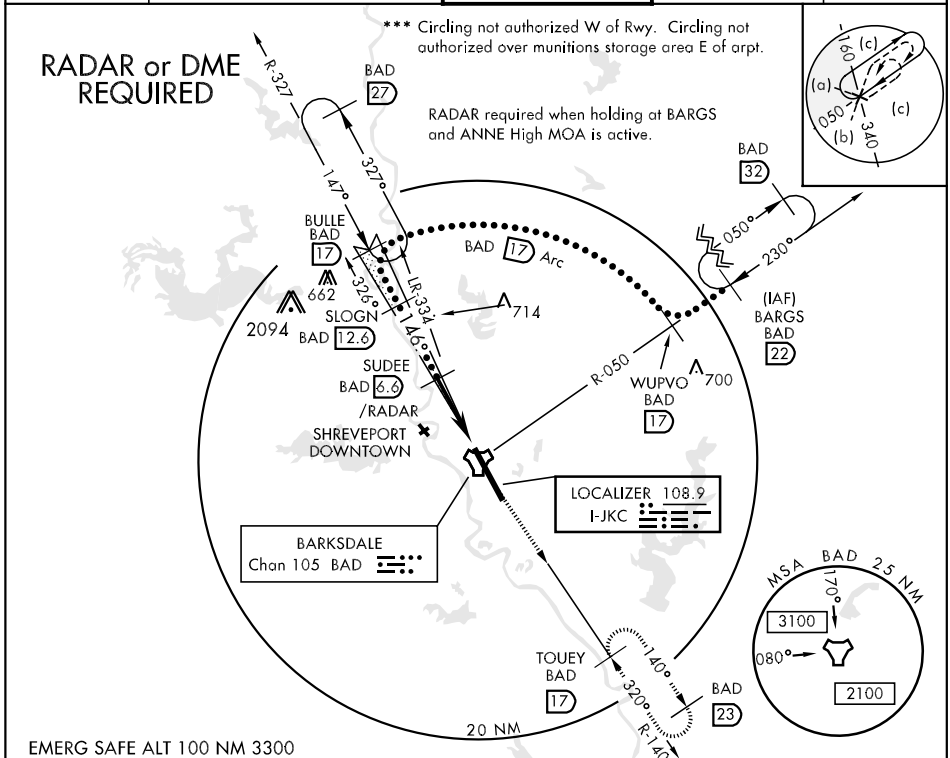 *** Circling not authorized W of Rwy. Circling not
authorized over munitions storage area E of arpt.
RADAR or DME
REQUIRED
RADAR required when holding at BARGS
and ANNE High MOA is active.
160
(c)
(a)
050
(b)
(c)
340
R-327
BAD
27
327°
147°
BULLE
BAD
17
326°
662
2094
SLOGN
BAD 12.6
146°
LR-334
714
SUDEE
BAD 6.6
/RADAR
SHREVEPORT
DOWNTOWN
BAD 17 Arc
BAD
32
050°
230°
(IAF)
BARGS
BAD
22
R-050
WUPVO
BAD
17
700
LOCALIZER 108.9
I-JKC
BARKSDALE
Chan 105 BAD
TOUEY
BAD
17
140°
320°
BAD
23
R-140
20 NM
MSA BAD 25 NM
170°
3100
080°
2100
EMERG SAFE ALT 100 NM 3300